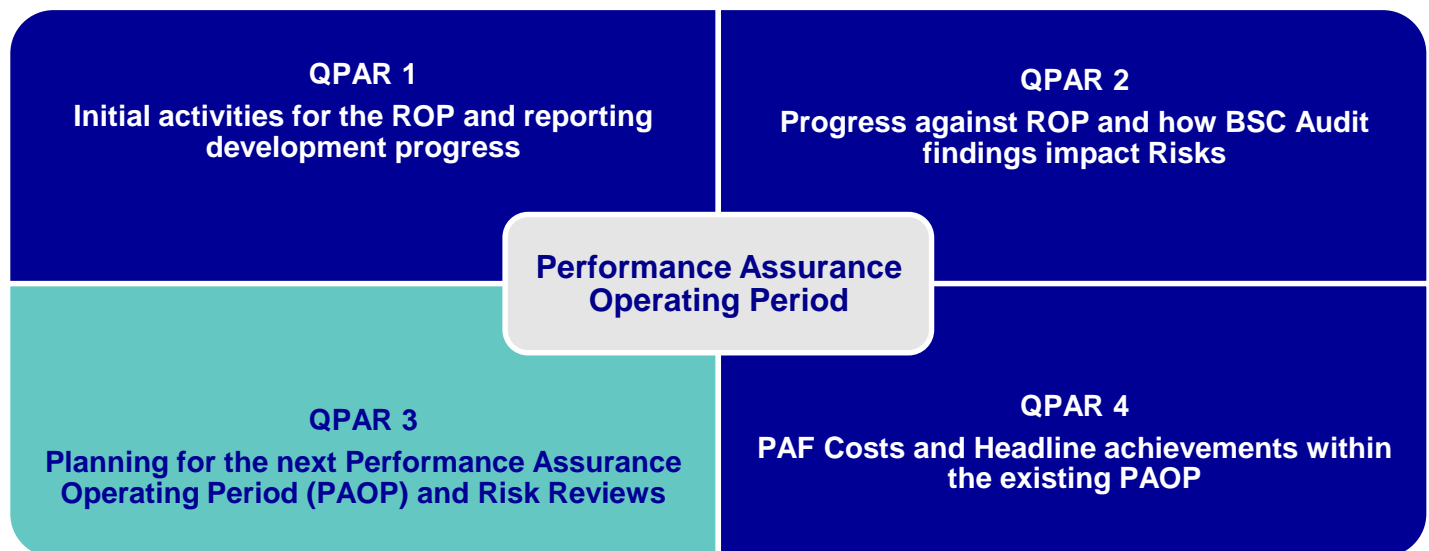 QPAR 1
Initial activities for the ROP and reporting
development progress
QPAR 2
Progress against ROP and how BSC Audit
findings impact Risks
Performance Assurance
Operating Period
QPAR 3
Planning for the next Performance Assurance
Operating Period (PAOP) and Risk Reviews
QPAR 4
PAF Costs and Headline achievements within
the existing PAOP